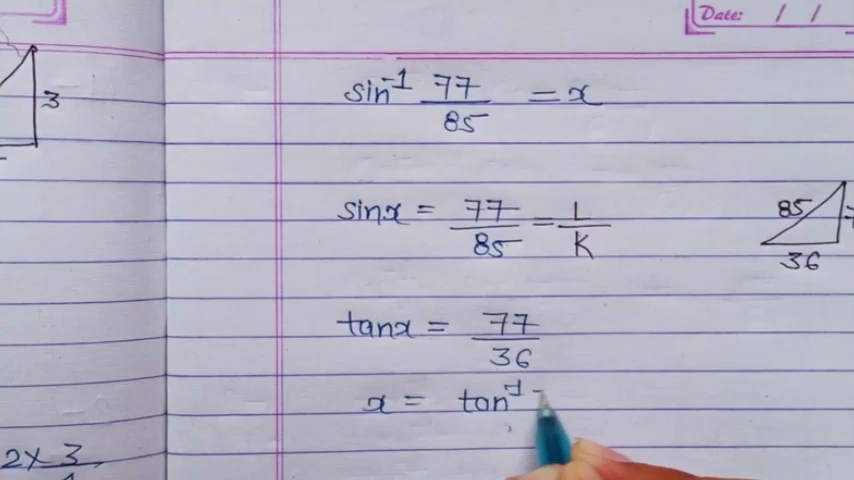 Date: / /
3
sin⁻¹ 77/85 = x
sinx = 77/85 = L/K
85
36
tanx = 77/36
x = tan⁻¹
2x 3